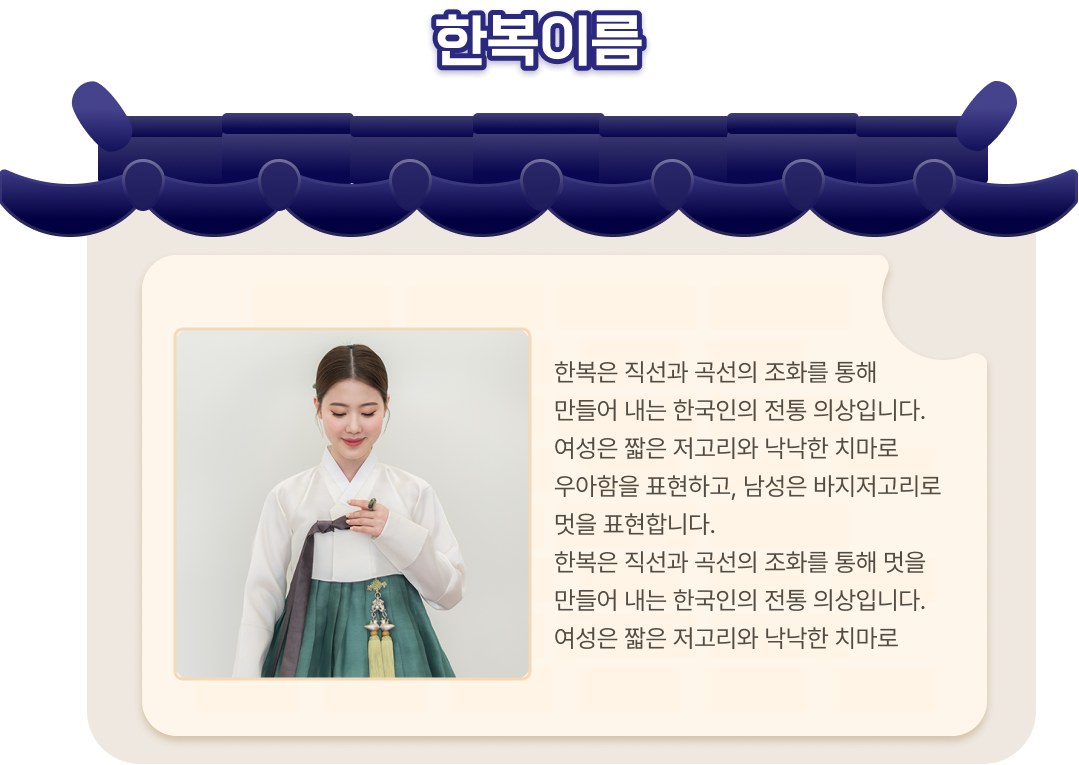 한복이름
한복은 직선과 곡선의 조화를 통해
만들어 내는 한국인의 전통 의상입니다.
여성은 짧은 저고리와 낙낙한 치마로
우아함을 표현하고, 남성은 바지저고리로
멋을 표현합니다.
한복은 직선과 곡선의 조화를 통해 멋을
만들어 내는 한국인의 전통 의상입니다.
여성은 짧은 저고리와 낙낙한 치마로